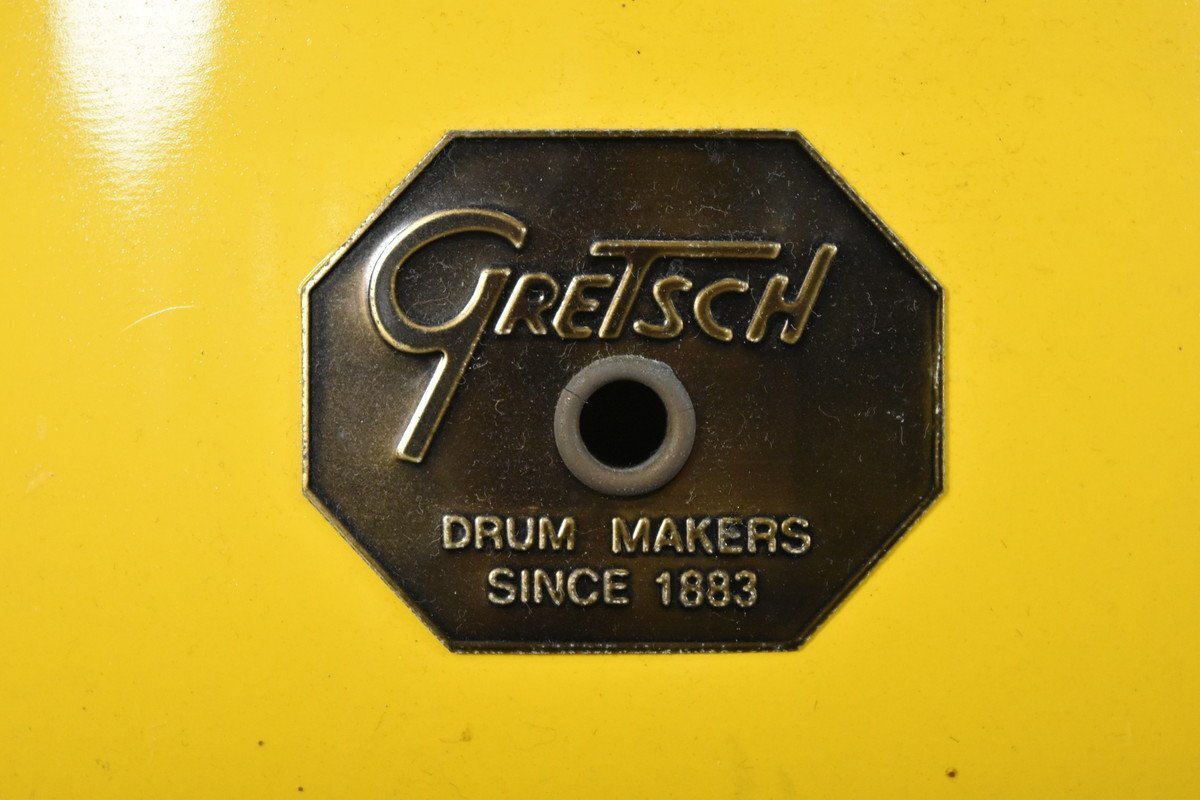 GRETSCH
DRUM MAKERS
SINCE 1883